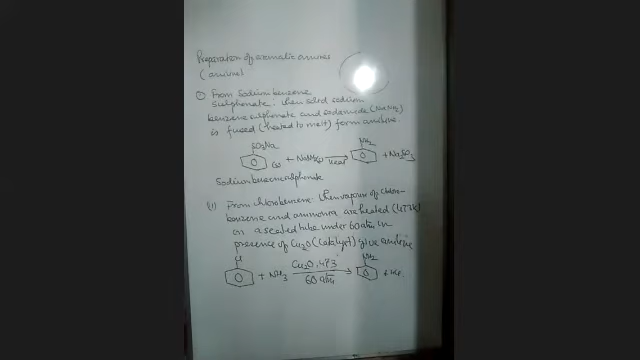 Preparation of aromatic amines
(aniline)
(i) From Sodium benzene
sulphonate: When solid sodium
benzene sulphonate and sodamide (NaNH2)
is fused (heated to melt) form aniline.
SO3Na NH2
(s) + NaNH2(s) heat + Na2SO3
Sodium benzene sulphonate
(ii) From chlorobenzene: When vapour of chloro-
benzene and ammonia are heated (473K)
in a sealed tube under 60 atm in
presence of Cu2O (catalyst) give aniline
Cl NH2
+ NH3 Cu2O, 473 + HCl
60 atm